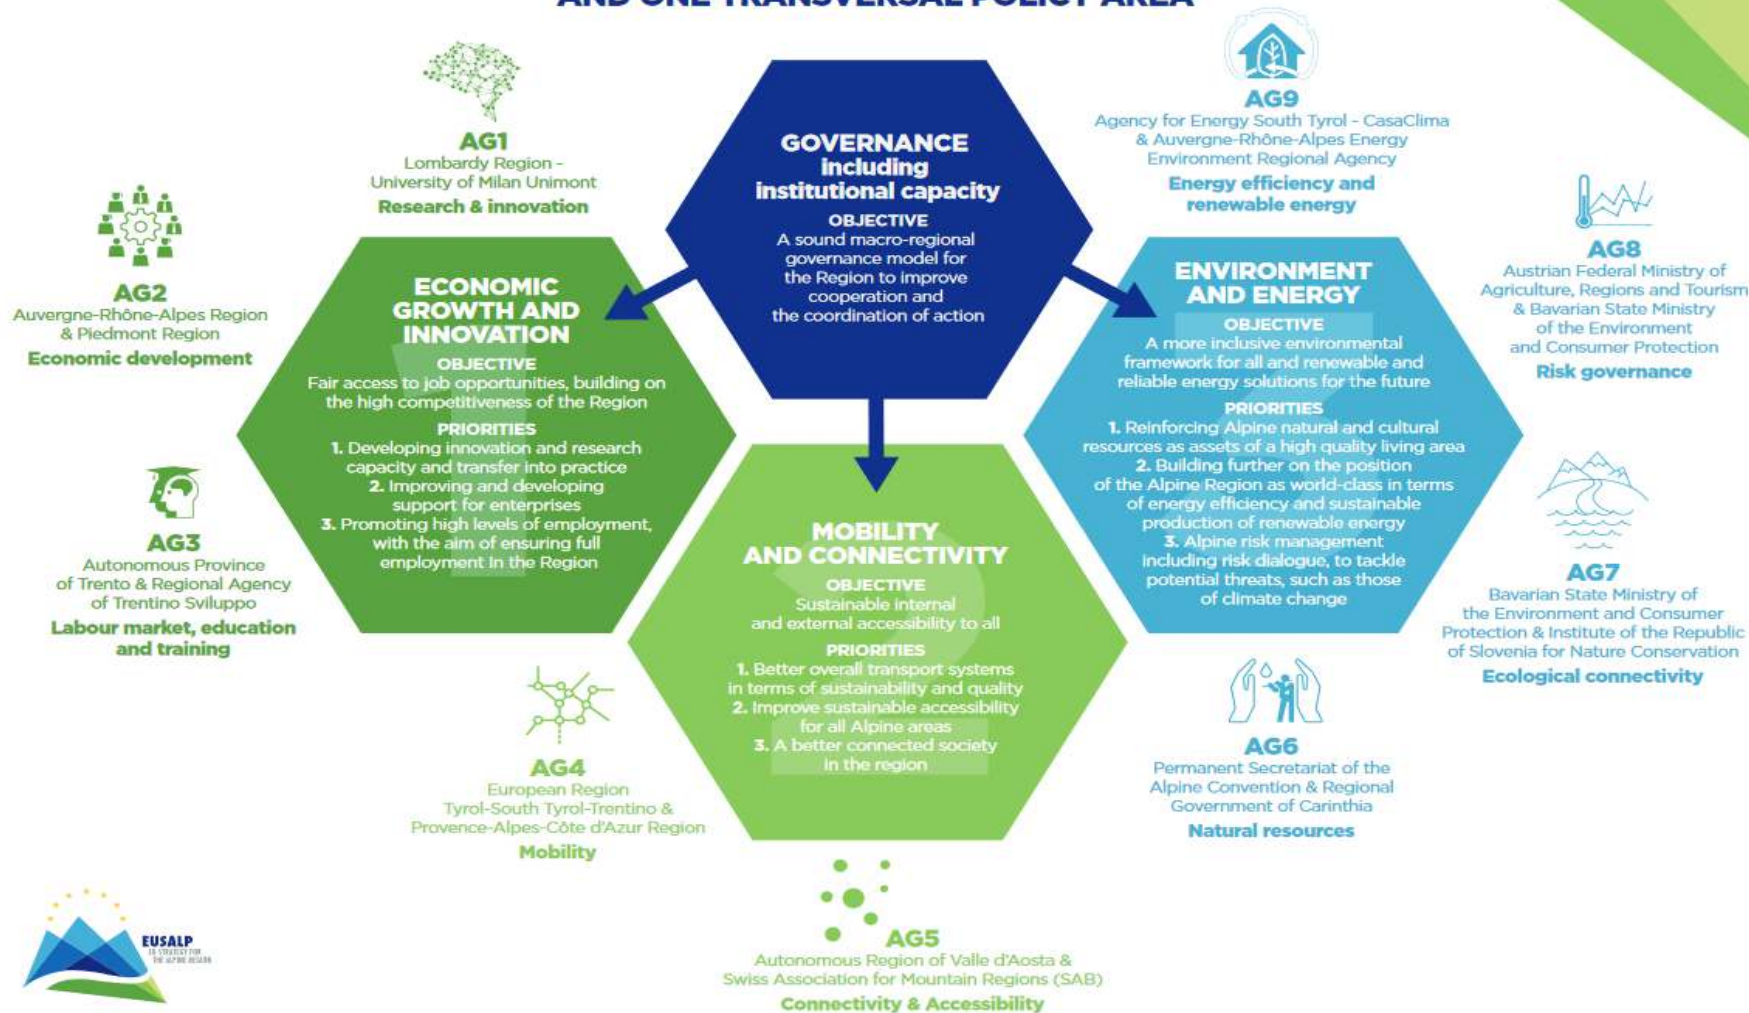 AND ONE TRANSVERSAL POLICY AREA
AG1
Lombardy Region -
University of Milan Unimont
Research & innovation
AG2
Auvergne-Rhône-Alpes Region
& Piedmont Region
Economic development
AG3
Autonomous Province
of Trento & Regional Agency
of Trentino Sviluppo
Labour market, education
and training
GOVERNANCE
including
institutional capacity
OBJECTIVE
A sound macro-regional
governance model for
the Region to improve
cooperation and
the coordination of action
ECONOMIC
GROWTH AND
INNOVATION
OBJECTIVE
Fair access to job opportunities, building on
the high competitiveness of the Region
PRIORITIES
1. Developing innovation and research
capacity and transfer into practice
2. Improving and developing
support for enterprises
3. Promoting high levels of employment,
with the aim of ensuring full
employment in the Region
1
MOBILITY
AND CONNECTIVITY
OBJECTIVE
Sustainable internal
and external accessibility to all
PRIORITIES
1. Better overall transport systems
in terms of sustainability and quality
2. Improve sustainable accessibility
for all Alpine areas
3. A better connected society
in the region
2
ENVIRONMENT
AND ENERGY
OBJECTIVE
A more inclusive environmental
framework for all and renewable and
reliable energy solutions for the future
PRIORITIES
1. Reinforcing Alpine natural and cultural
resources as assets of a high quality living area
2. Building further on the position
of the Alpine Region as world-class in terms
of energy efficiency and sustainable
production of renewable energy
3. Alpine risk management
including risk dialogue, to tackle
potential threats, such as those
of climate change
3
AG9
Agency for Energy South Tyrol - CasaClima
& Auvergne-Rhône-Alpes Energy
Environment Regional Agency
Energy efficiency and
renewable energy
AG8
Austrian Federal Ministry of
Agriculture, Regions and Tourism
& Bavarian State Ministry
of the Environment
and Consumer Protection
Risk governance
AG7
Bavarian State Ministry of
the Environment and Consumer
Protection & Institute of the Republic
of Slovenia for Nature Conservation
Ecological connectivity
AG6
Permanent Secretariat of the
Alpine Convention & Regional
Government of Carinthia
Natural resources
AG4
European Region
Tyrol-South Tyrol-Trentino &
Provence-Alpes-Côte d'Azur Region
Mobility
AG5
Autonomous Region of Valle d'Aosta &
Swiss Association for Mountain Regions (SAB)
Connectivity & Accessibility
EUSALP
EU STRATEGY FOR
THE ALPINE REGION